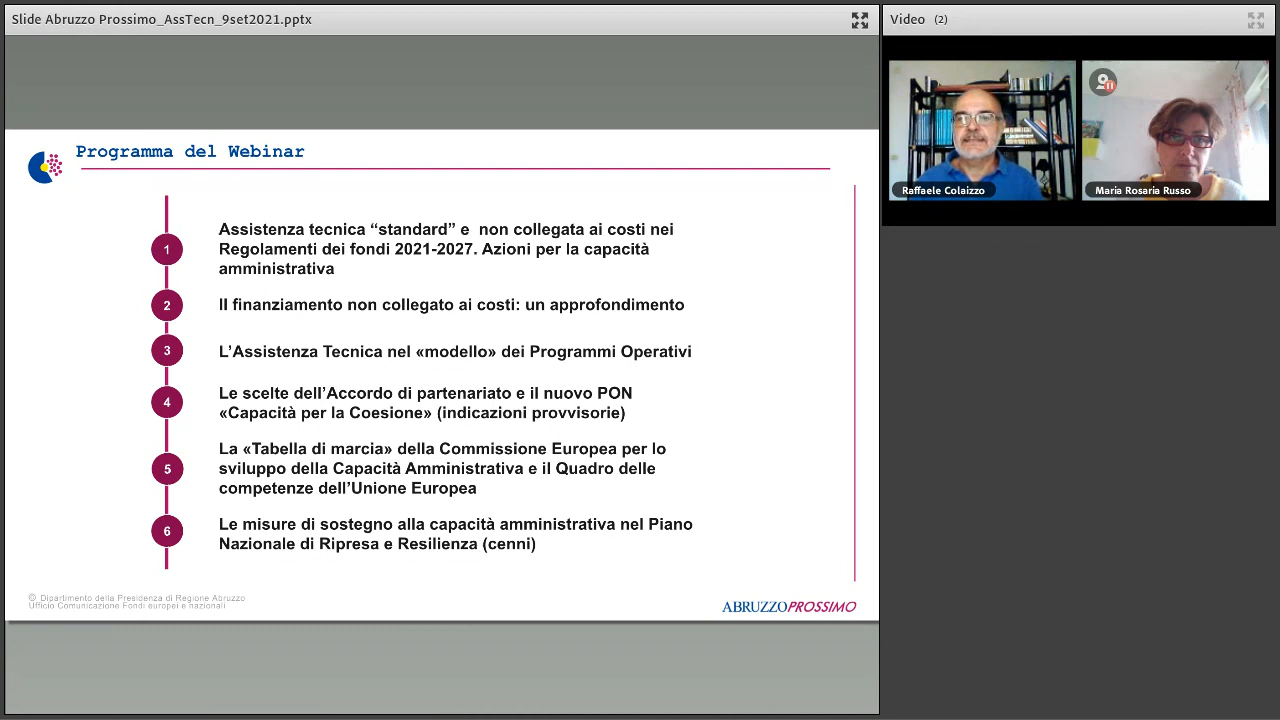 Slide Abruzzo Prossimo_AssTecn_9set2021.pptx
Video (2)
Raffaele Colaizzo
Maria Rosaria Russo
Programma del Webinar
1
Assistenza tecnica “standard” e non collegata ai costi nei
Regolamenti dei fondi 2021-2027. Azioni per la capacità
amministrativa
2
Il finanziamento non collegato ai costi: un approfondimento
3
L’Assistenza Tecnica nel «modello» dei Programmi Operativi
4
Le scelte dell’Accordo di partenariato e il nuovo PON
«Capacità per la Coesione» (indicazioni provvisorie)
5
La «Tabella di marcia» della Commissione Europea per lo
sviluppo della Capacità Amministrativa e il Quadro delle
competenze dell’Unione Europea
6
Le misure di sostegno alla capacità amministrativa nel Piano
Nazionale di Ripresa e Resilienza (cenni)
© Dipartimento della Presidenza di Regione Abruzzo
Ufficio Comunicazione Fondi europei e nazionali
ABRUZZOPROSSIMO